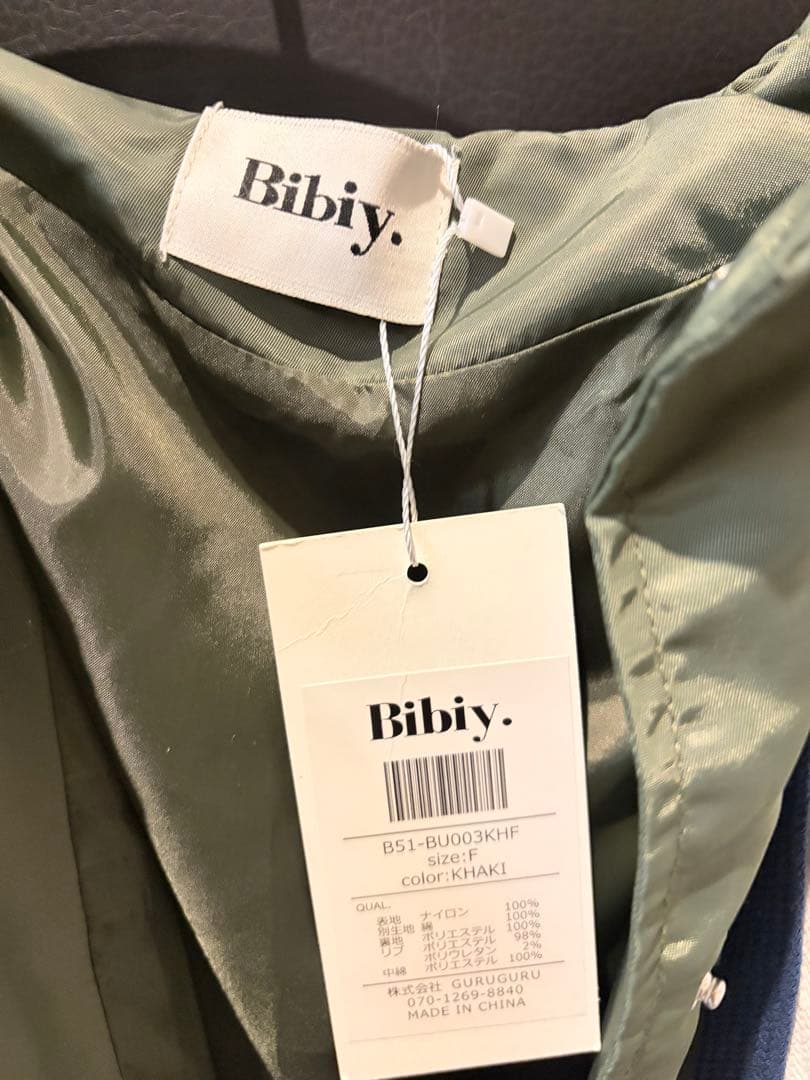 Bibiy.
Bibiy.
B51-BU003KHF
size:F
color:KHAKI
QUAL.
表地 ナイロン 100%
別生地 綿 100%
裏地 ポリエステル 100%
リブ ポリエステル 98%
ポリウレタン 2%
中綿 ポリエステル 100%
株式会社 GURUGURU
070-1269-8840
MADE IN CHINA